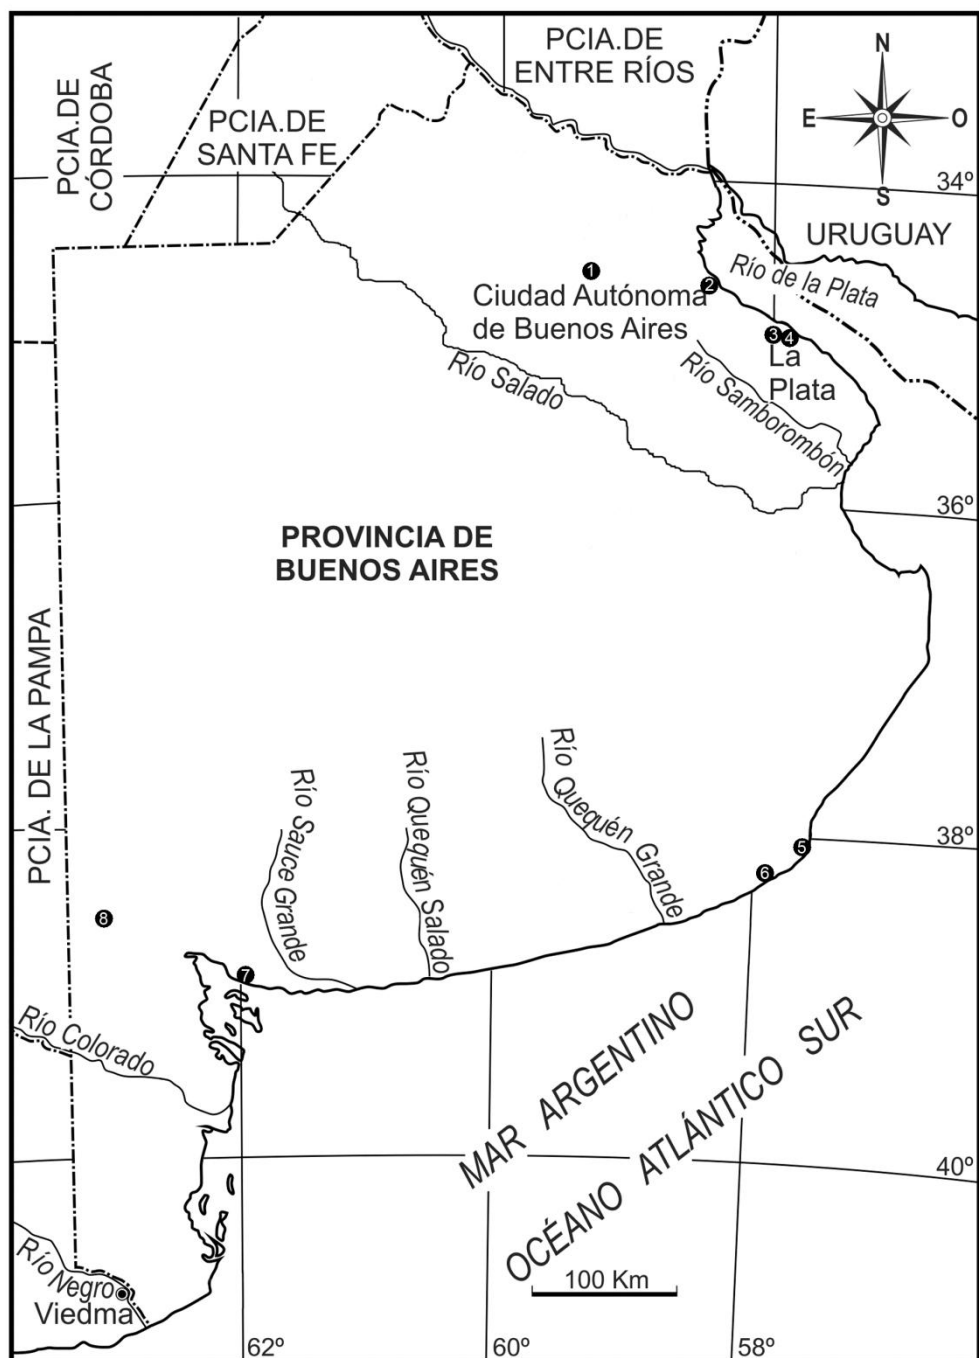 PCIA.DE
CÓRDOBA
PCIA.DE
SANTA FE
PCIA.DE
ENTRE RÍOS
N
E
O
S
34º
URUGUAY
Río de la Plata
1
Ciudad Autónoma
de Buenos Aires
2
3
4
La
Plata
Río Salado
Río Samborombón
36º
PROVINCIA DE
BUENOS AIRES
PCIA. DE LA PAMPA
Río Sauce Grande
Río Quequén Salado
Río Quequén Grande
38º
5
6
8
7
Río Colorado
MAR ARGENTINO
OCÉANO ATLÁNTICO SUR
40º
Río Negro
Viedma
100 Km
62º
60º
58º